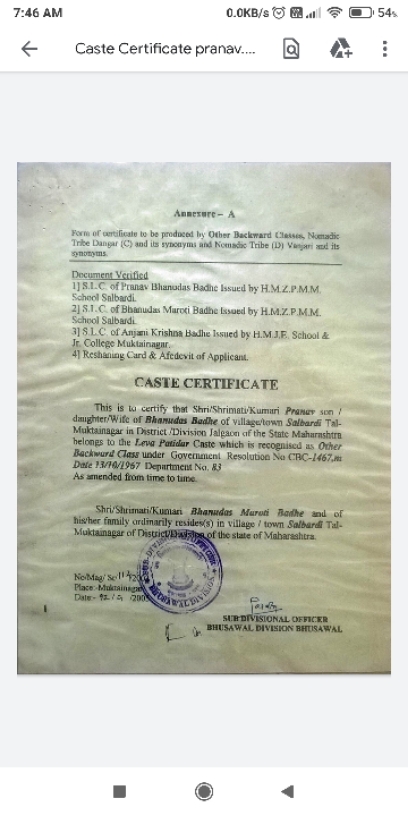 7:46 AM 0.0KB/s 54%
Caste Certificate pranav....
Annexure - A
Form of certificate to be produced by Other Backward Classes, Nomadic
Tribe Dangar (C) and its synonyms and Nomadic Tribe (D) Vanjari and its
synonyms.
Document Verified
1] S.L.C. of Pranav Bhanudas Badhe Issued by H.M.Z.P.M.M.
School Salbardi.
2] S.L.C. of Bhanudas Maroti Badhe Issued by H.M.Z.P.M.M.
School Salbardi.
3] S.L.C. of Anjani Krishna Badhe Issued by H.M.J.E. School &
Jr. College Muktainagar.
4] Reshaning Card & Afedevit of Applicant.
CASTE CERTIFICATE
This is to certify that Shri/Shrimati/Kumari Pranav son /
daughter/Wife of Bhanudas Badhe of village/town Salbardi Tal-
Muktainagar in District /Division Jalgaon of the State Maharashtra
belongs to the Leva Patidar Caste which is recognised as Other
Backward Class under Government Resolution No CBC-1467,m
Date 13/10/1967 Department No. 83
As amended from time to time.
Shri/Shrimati/Kumari Bhanudas Maroti Badhe and of
his/her family ordinarily resides(s) in village / town Salbardi Tal-
Muktainagar of District/Division of the state of Maharashtra.
No/Mag/ Sc
Place- Muktainagar
Date:-
BHUSAWAL DIVISION
SUB DIVISIONAL OFFICER
BHUSAWAL DIVISION BHUSAWAL